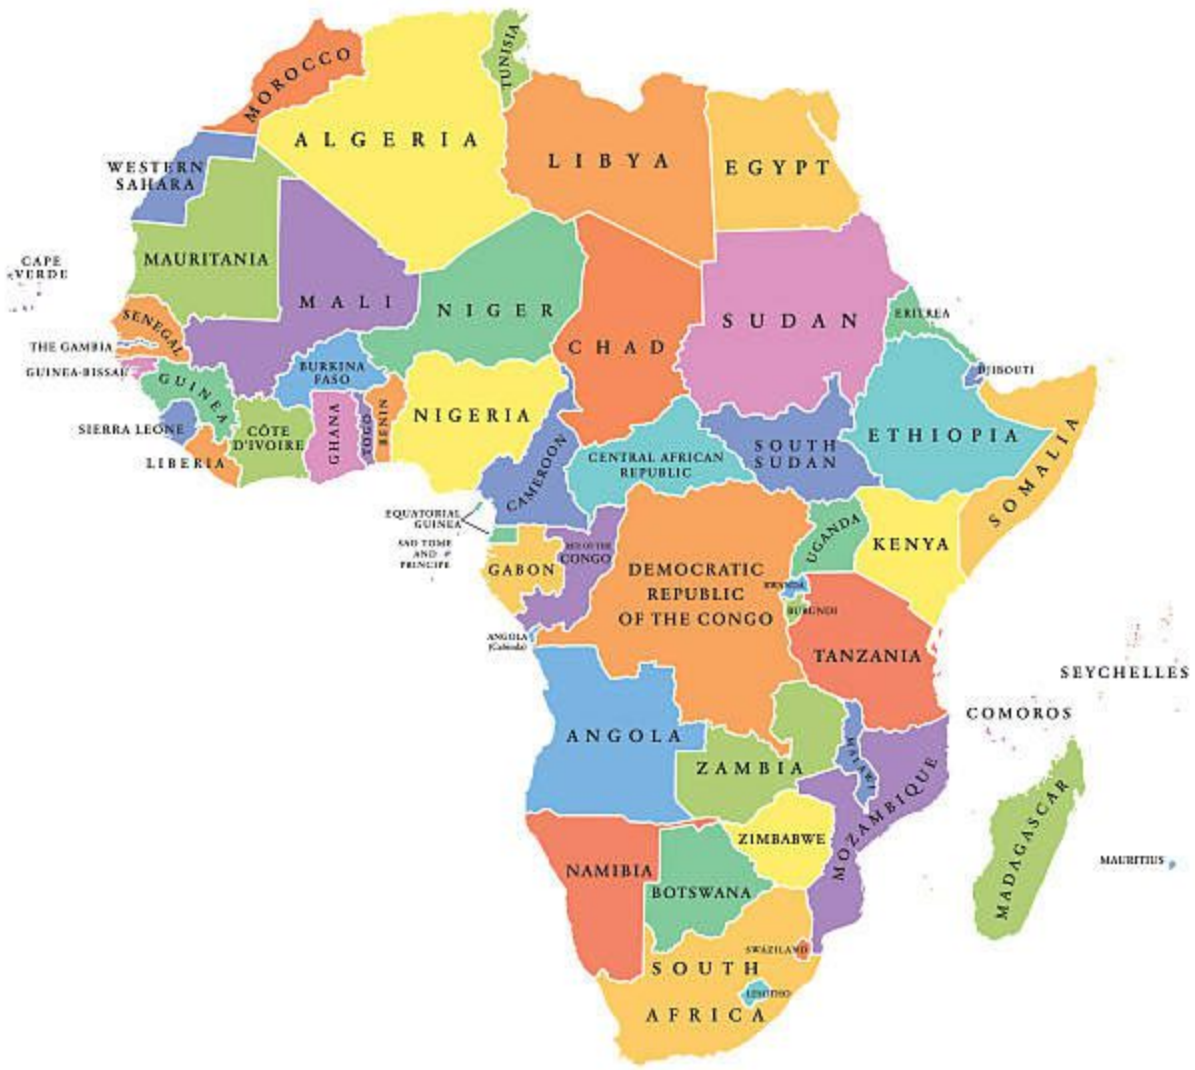 MOROCCO
TUNISIA
ALGERIA
LIBYA
EGYPT
WESTERN
SAHARA
MAURITANIA
CAPE
VERDE
MALI
NIGER
CHAD
SUDAN
ERITREA
SENEGAL
THE GAMBIA
GUINEA-BISSAU
GUINEA
BURKINA
FASO
DJIBOUTI
SIERRA LEONE
LIBERIA
CÔTE
D'IVOIRE
GHANA
TOGO
BENIN
NIGERIA
CAMEROON
CENTRAL AFRICAN
REPUBLIC
SOUTH
SUDAN
ETHIOPIA
SOMALIA
EQUATORIAL
GUINEA
SAO TOME
AND
PRINCIPE
GABON
REP. OF THE
CONGO
DEMOCRATIC
REPUBLIC
OF THE CONGO
UGANDA
KENYA
RWANDA
BURUNDI
ANGOLA
(Cabinda)
TANZANIA
SEYCHELLES
COMOROS
ANGOLA
ZAMBIA
MALAWI
MOZAMBIQUE
MADAGASCAR
MAURITIUS
ZIMBABWE
NAMIBIA
BOTSWANA
SWAZILAND
SOUTH
AFRICA
LESOTHO